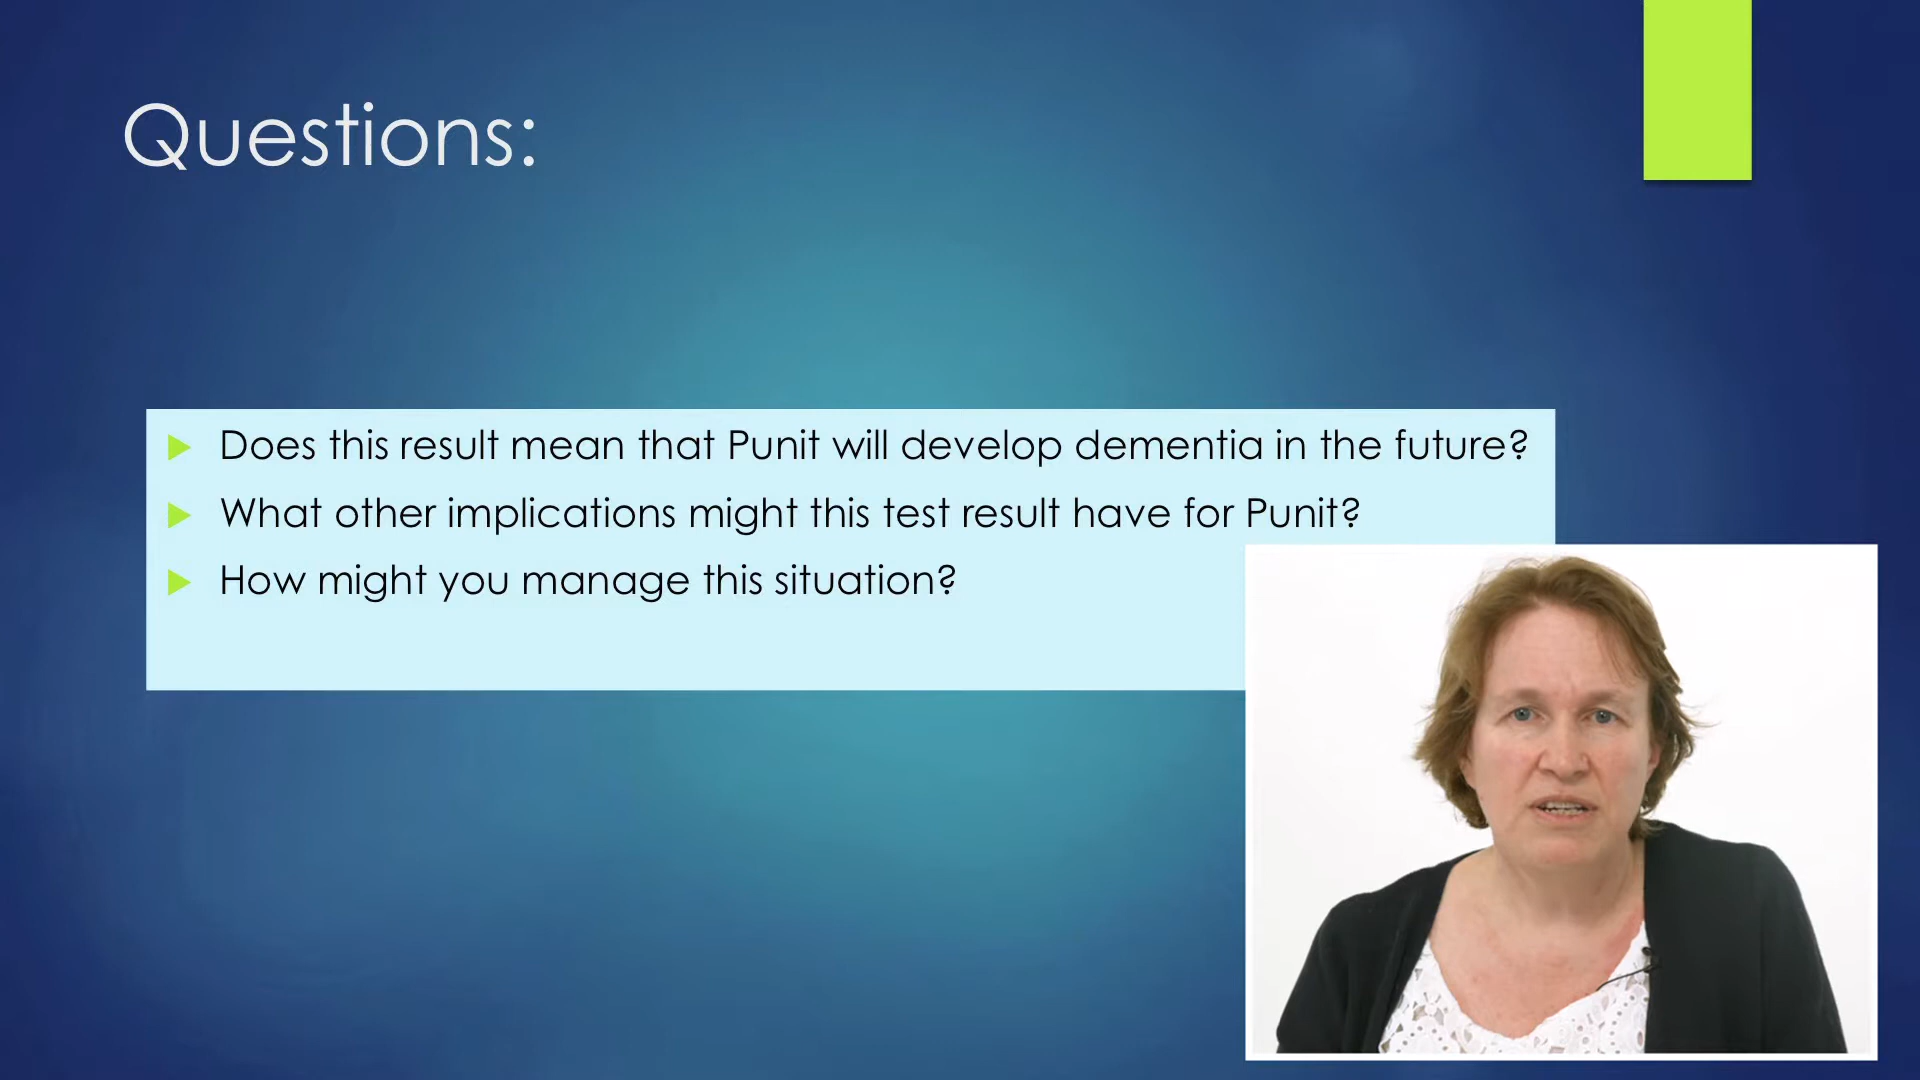 Questions:
Does this result mean that Punit will develop dementia in the future?
What other implications might this test result have for Punit?
How might you manage this situation?